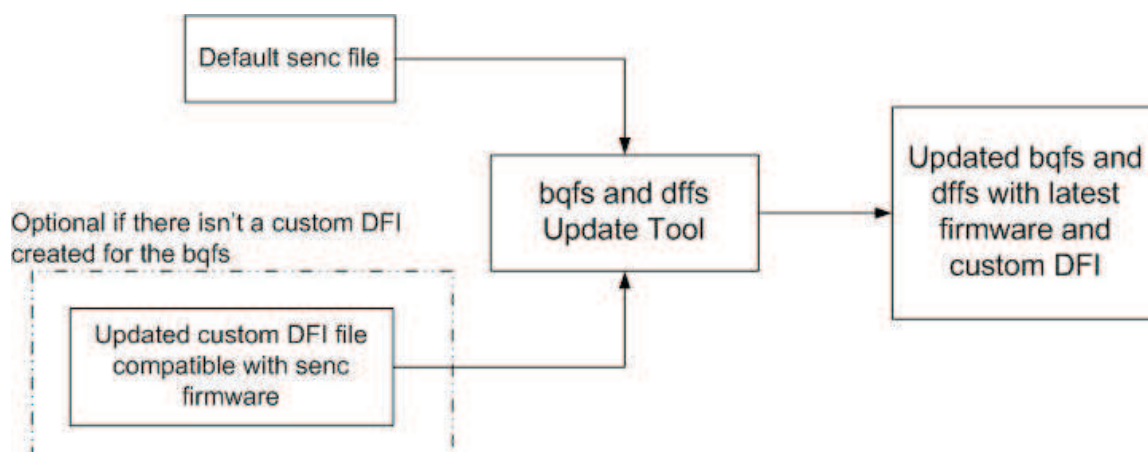 Default senc file
bqfs and dffs
Update Tool
Updated bqfs and
dffs with latest
firmware and
custom DFI
Optional if there isn't a custom DFI
created for the bqfs
Updated custom DFI file
compatible with senc
firmware